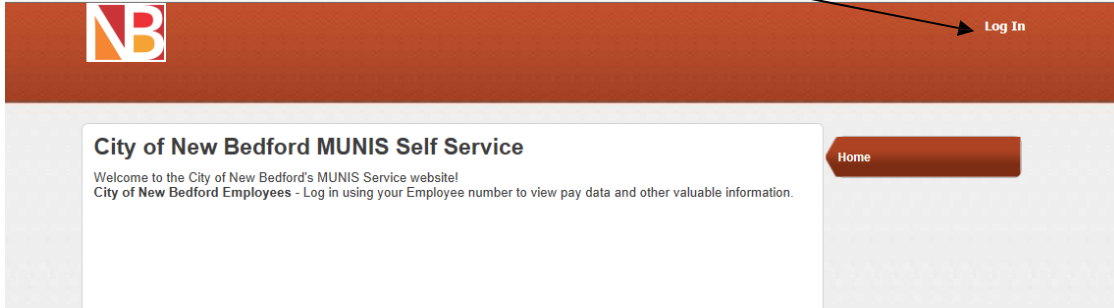 NB
Log In
City of New Bedford MUNIS Self Service
Home
Welcome to the City of New Bedford's MUNIS Service website!
City of New Bedford Employees - Log in using your Employee number to view pay data and other valuable information.